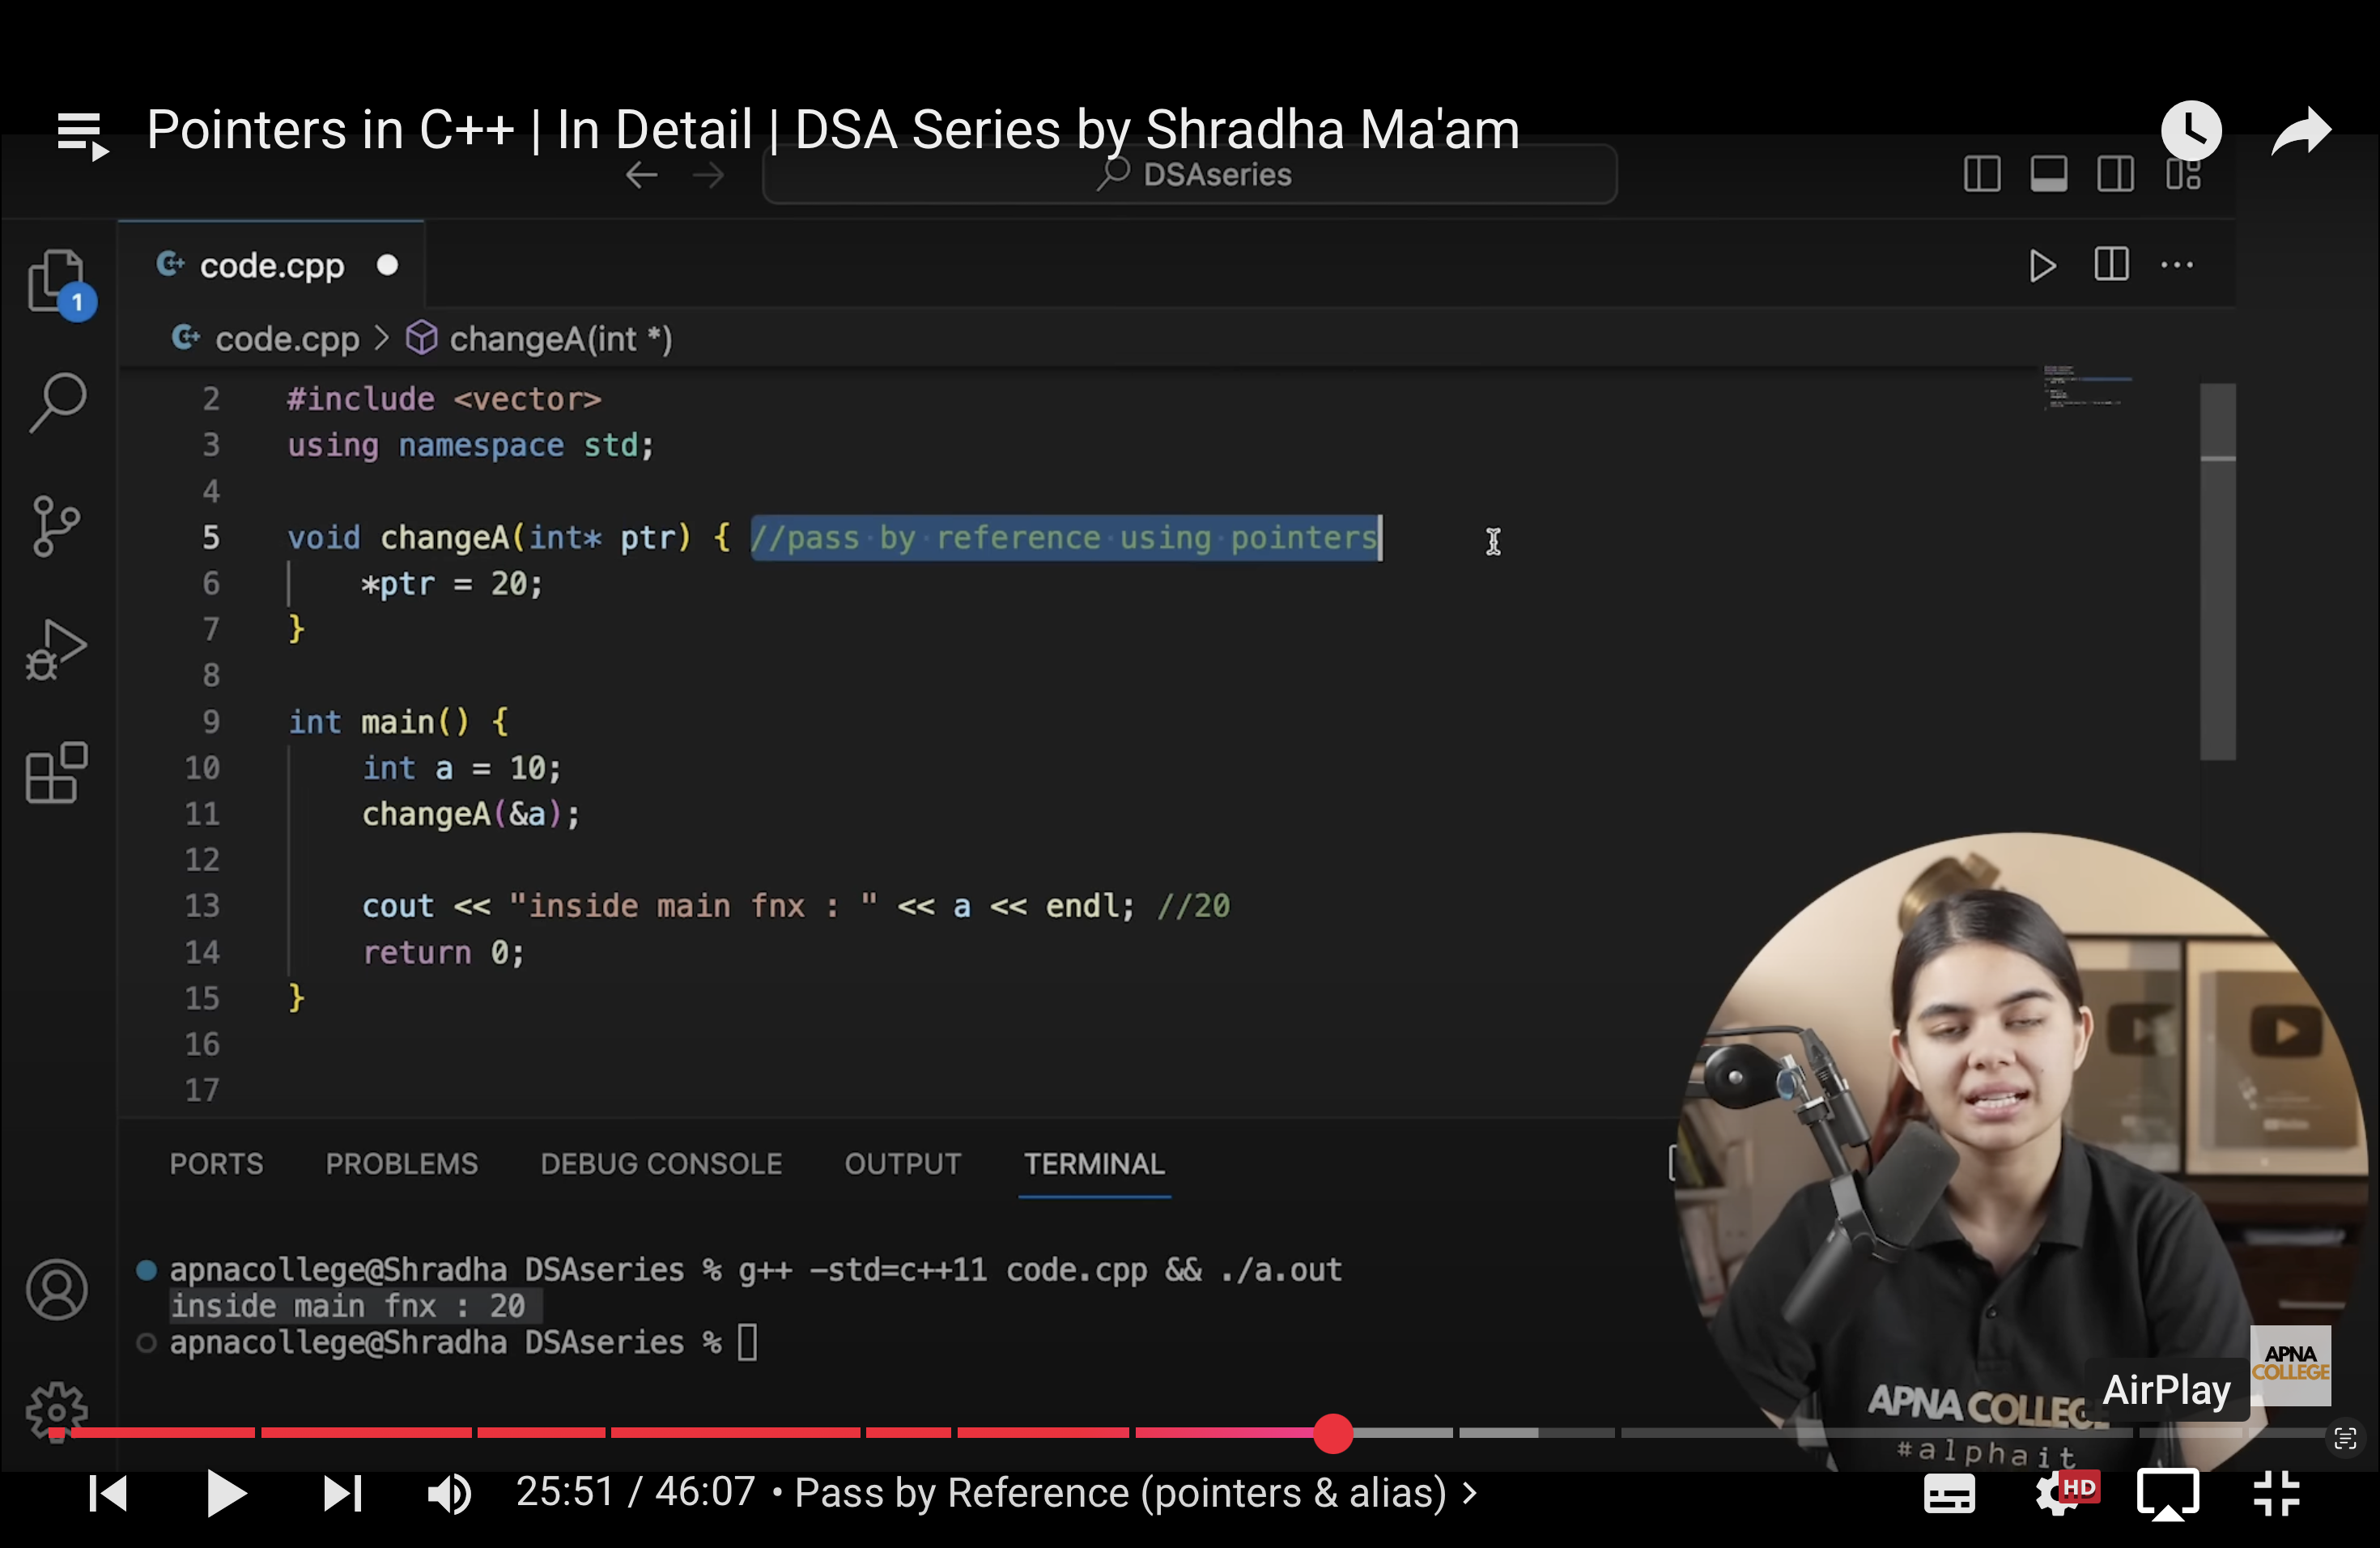 Pointers in C++ | In Detail | DSA Series by Shradha Ma'am
DSAseries
code.cpp
1
code.cpp > changeA(int *)
2 #include <vector>
3 using namespace std;
4
5 void changeA(int* ptr) { //pass by reference using pointers
6 *ptr = 20;
7 }
8
9 int main() {
10 int a = 10;
11 changeA(&a);
12
13 cout << "inside main fnx : " << a << endl; //20
14 return 0;
15 }
16
17
PORTS PROBLEMS DEBUG CONSOLE OUTPUT TERMINAL
apnacollege@Shradha DSAseries % g++ -std=c++11 code.cpp && ./a.out
inside main fnx : 20
apnacollege@Shradha DSAseries %
APNA
COLLEGE
AirPlay
APNA COLLEG
#alphait
25:51 / 46:07 • Pass by Reference (pointers & alias) >
HD